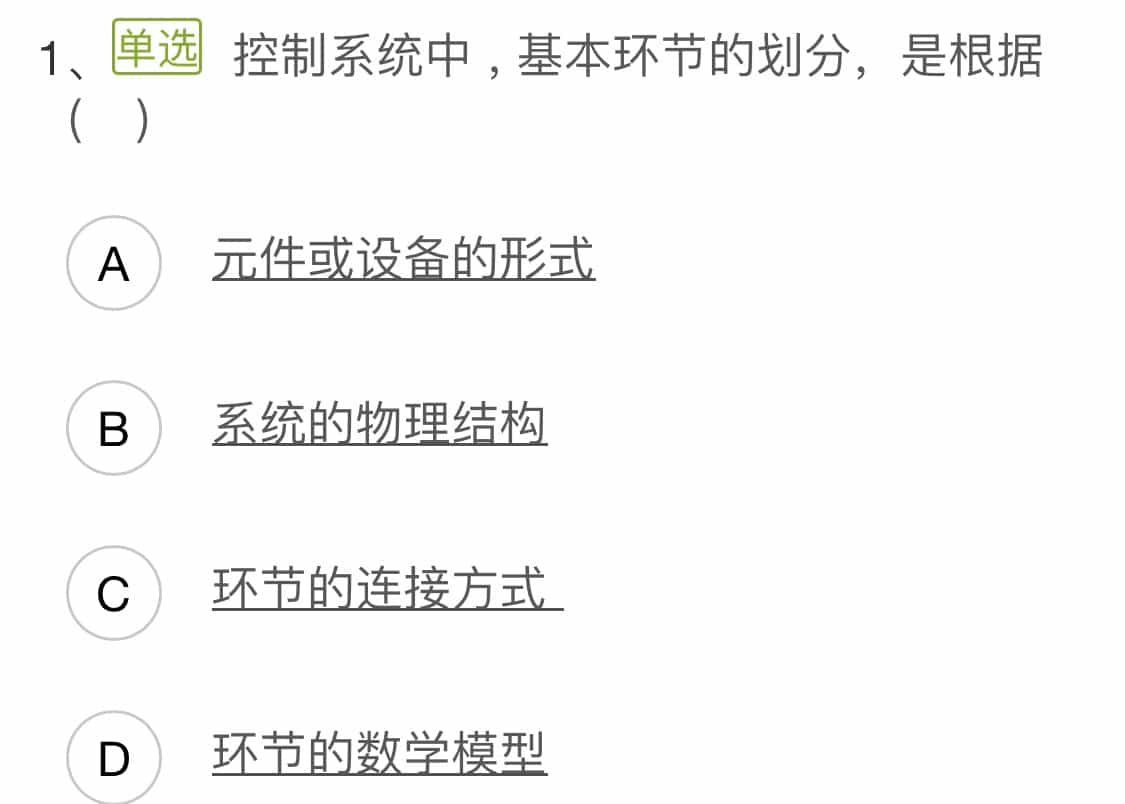 1、单选 控制系统中，基本环节的划分，是根据
(　)
A 元件或设备的形式
B 系统的物理结构
C 环节的连接方式
D 环节的数学模型